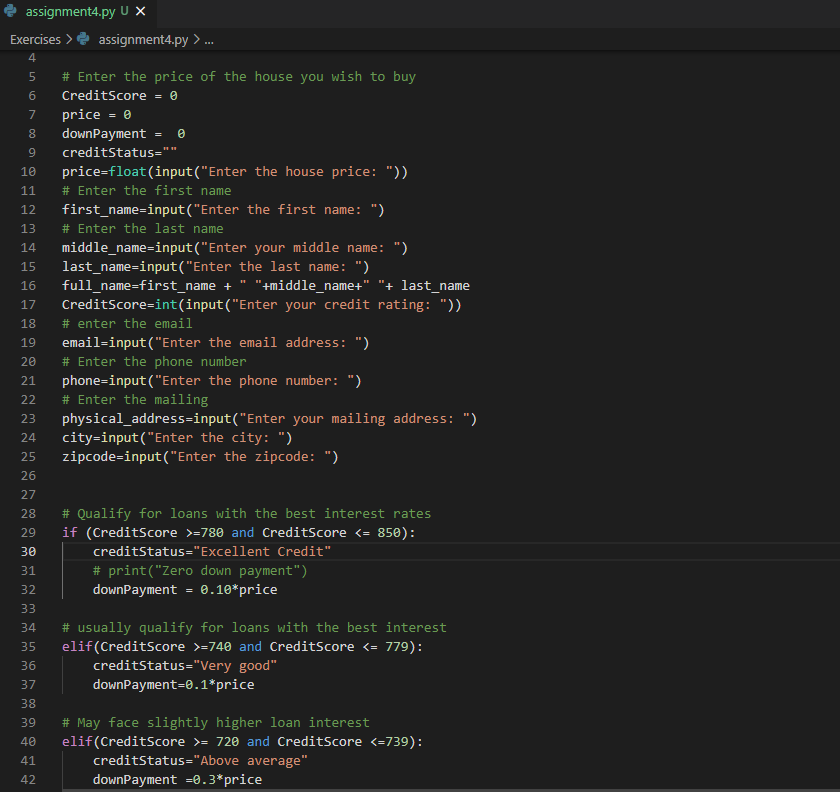 assignment4.py U
Exercises > assignment4.py > ...
4
5 # Enter the price of the house you wish to buy
6 CreditScore = 0
7 price = 0
8 downPayment =  0
9 creditStatus=""
10 price=float(input("Enter the house price: "))
11 # Enter the first name
12 first_name=input("Enter the first name: ")
13 # Enter the last name
14 middle_name=input("Enter your middle name: ")
15 last_name=input("Enter the last name: ")
16 full_name=first_name + " "+middle_name+" "+ last_name
17 CreditScore=int(input("Enter your credit rating: "))
18 # enter the email
19 email=input("Enter the email address: ")
20 # Enter the phone number
21 phone=input("Enter the phone number: ")
22 # Enter the mailing
23 physical_address=input("Enter your mailing address: ")
24 city=input("Enter the city: ")
25 zipcode=input("Enter the zipcode: ")
26
27
28 # Qualify for loans with the best interest rates
29 if (CreditScore >=780 and CreditScore <= 850):
30     creditStatus="Excellent Credit"
31     # print("Zero down payment")
32     downPayment = 0.10*price
33
34 # usually qualify for loans with the best interest
35 elif(CreditScore >=740 and CreditScore <= 779):
36     creditStatus="Very good"
37     downPayment=0.1*price
38
39 # May face slightly higher loan interest
40 elif(CreditScore >= 720 and CreditScore <=739):
41     creditStatus="Above average"
42     downPayment =0.3*price